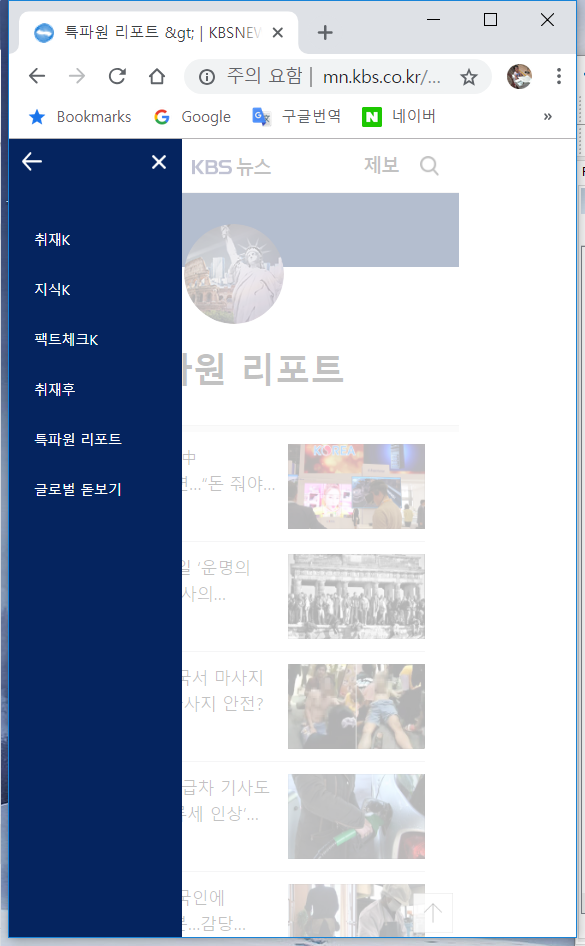 특파원 리포트 &gt; | KBSNEW
주의 요함 | mn.kbs.co.kr/...
Bookmarks
Google
구글번역
네이버
»
KBS 뉴스
제보
취재K
지식K
팩트체크K
취재후
특파원 리포트
글로벌 돋보기
파원 리포트
中
면…“돈 줘야…
일 ‘운명의
사의…
국서 마사지
사지 안전?
급차 기사도
류세 인상’…
국인에
은…감당…
KOREA